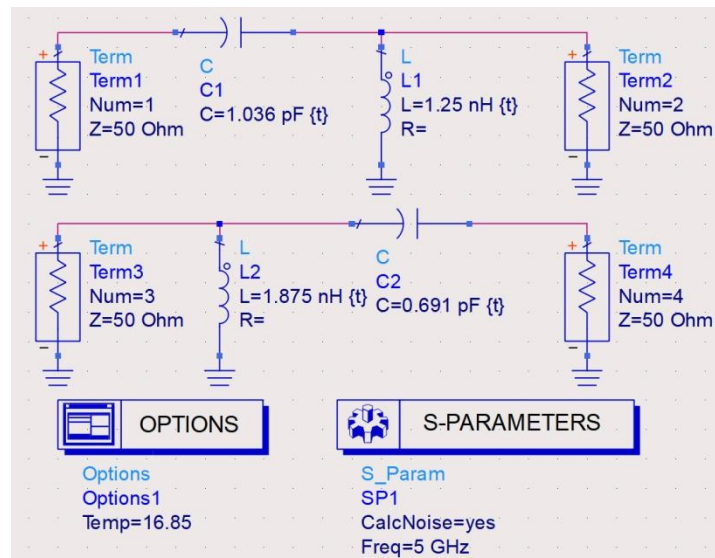 Term
Term1
Num=1
Z=50 Ohm
C
C1
C=1.036 pF {t}
L
L1
L=1.25 nH {t}
R=
Term
Term2
Num=2
Z=50 Ohm
Term
Term3
Num=3
Z=50 Ohm
L
L2
L=1.875 nH {t}
R=
C
C2
C=0.691 pF {t}
Term
Term4
Num=4
Z=50 Ohm
OPTIONS
Options
Options1
Temp=16.85
S-PARAMETERS
S_Param
SP1
CalcNoise=yes
Freq=5 GHz